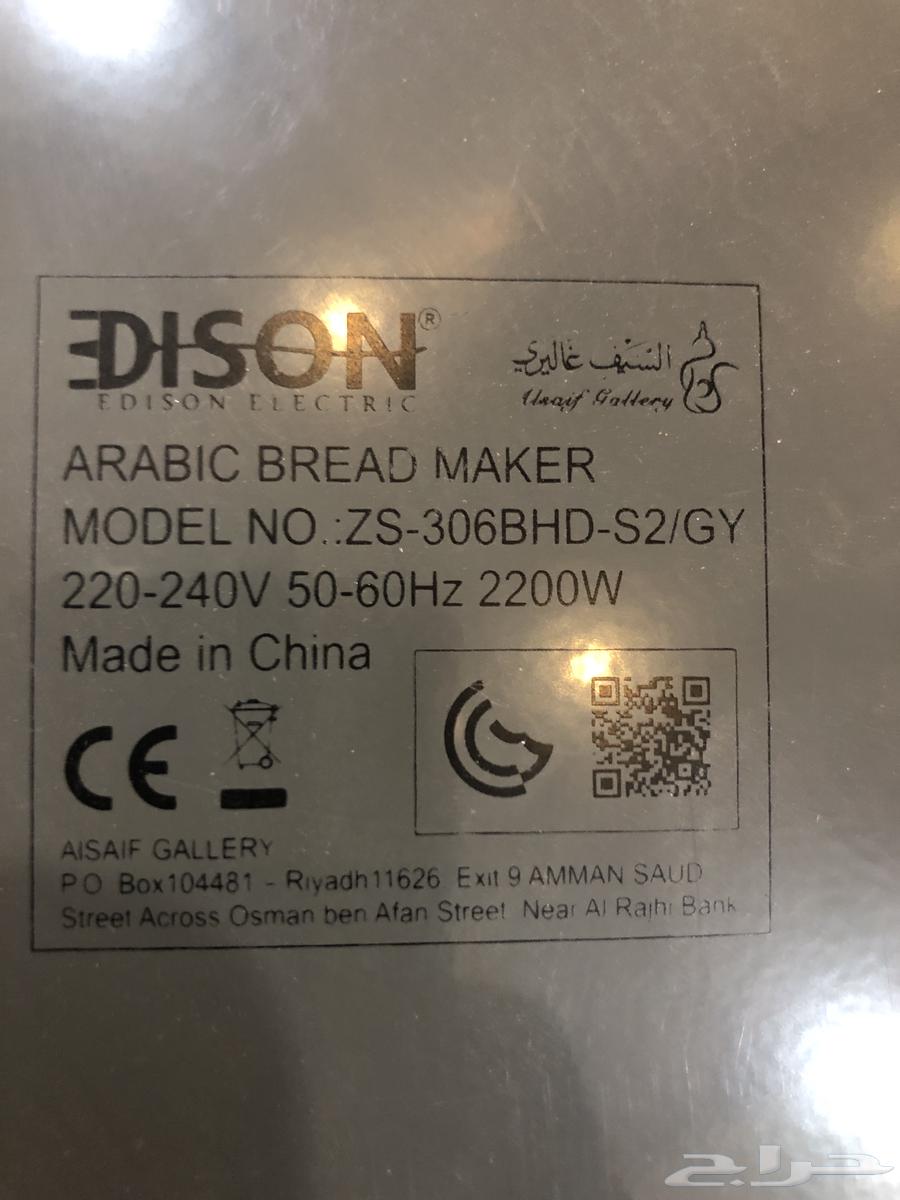 EDISON®
EDISON ELECTRIC
السيف غاليري
Alsaif Gallery
ARABIC BREAD MAKER
MODEL NO.:ZS-306BHD-S2/GY
220-240V 50-60Hz 2200W
Made in China
CE
AISAIF GALLERY
PO Box104481 - Riyadh11626 Exit 9 AMMAN SAUD
Street Across Osman ben Afan Street Near Al Rajhi Bank
حراج